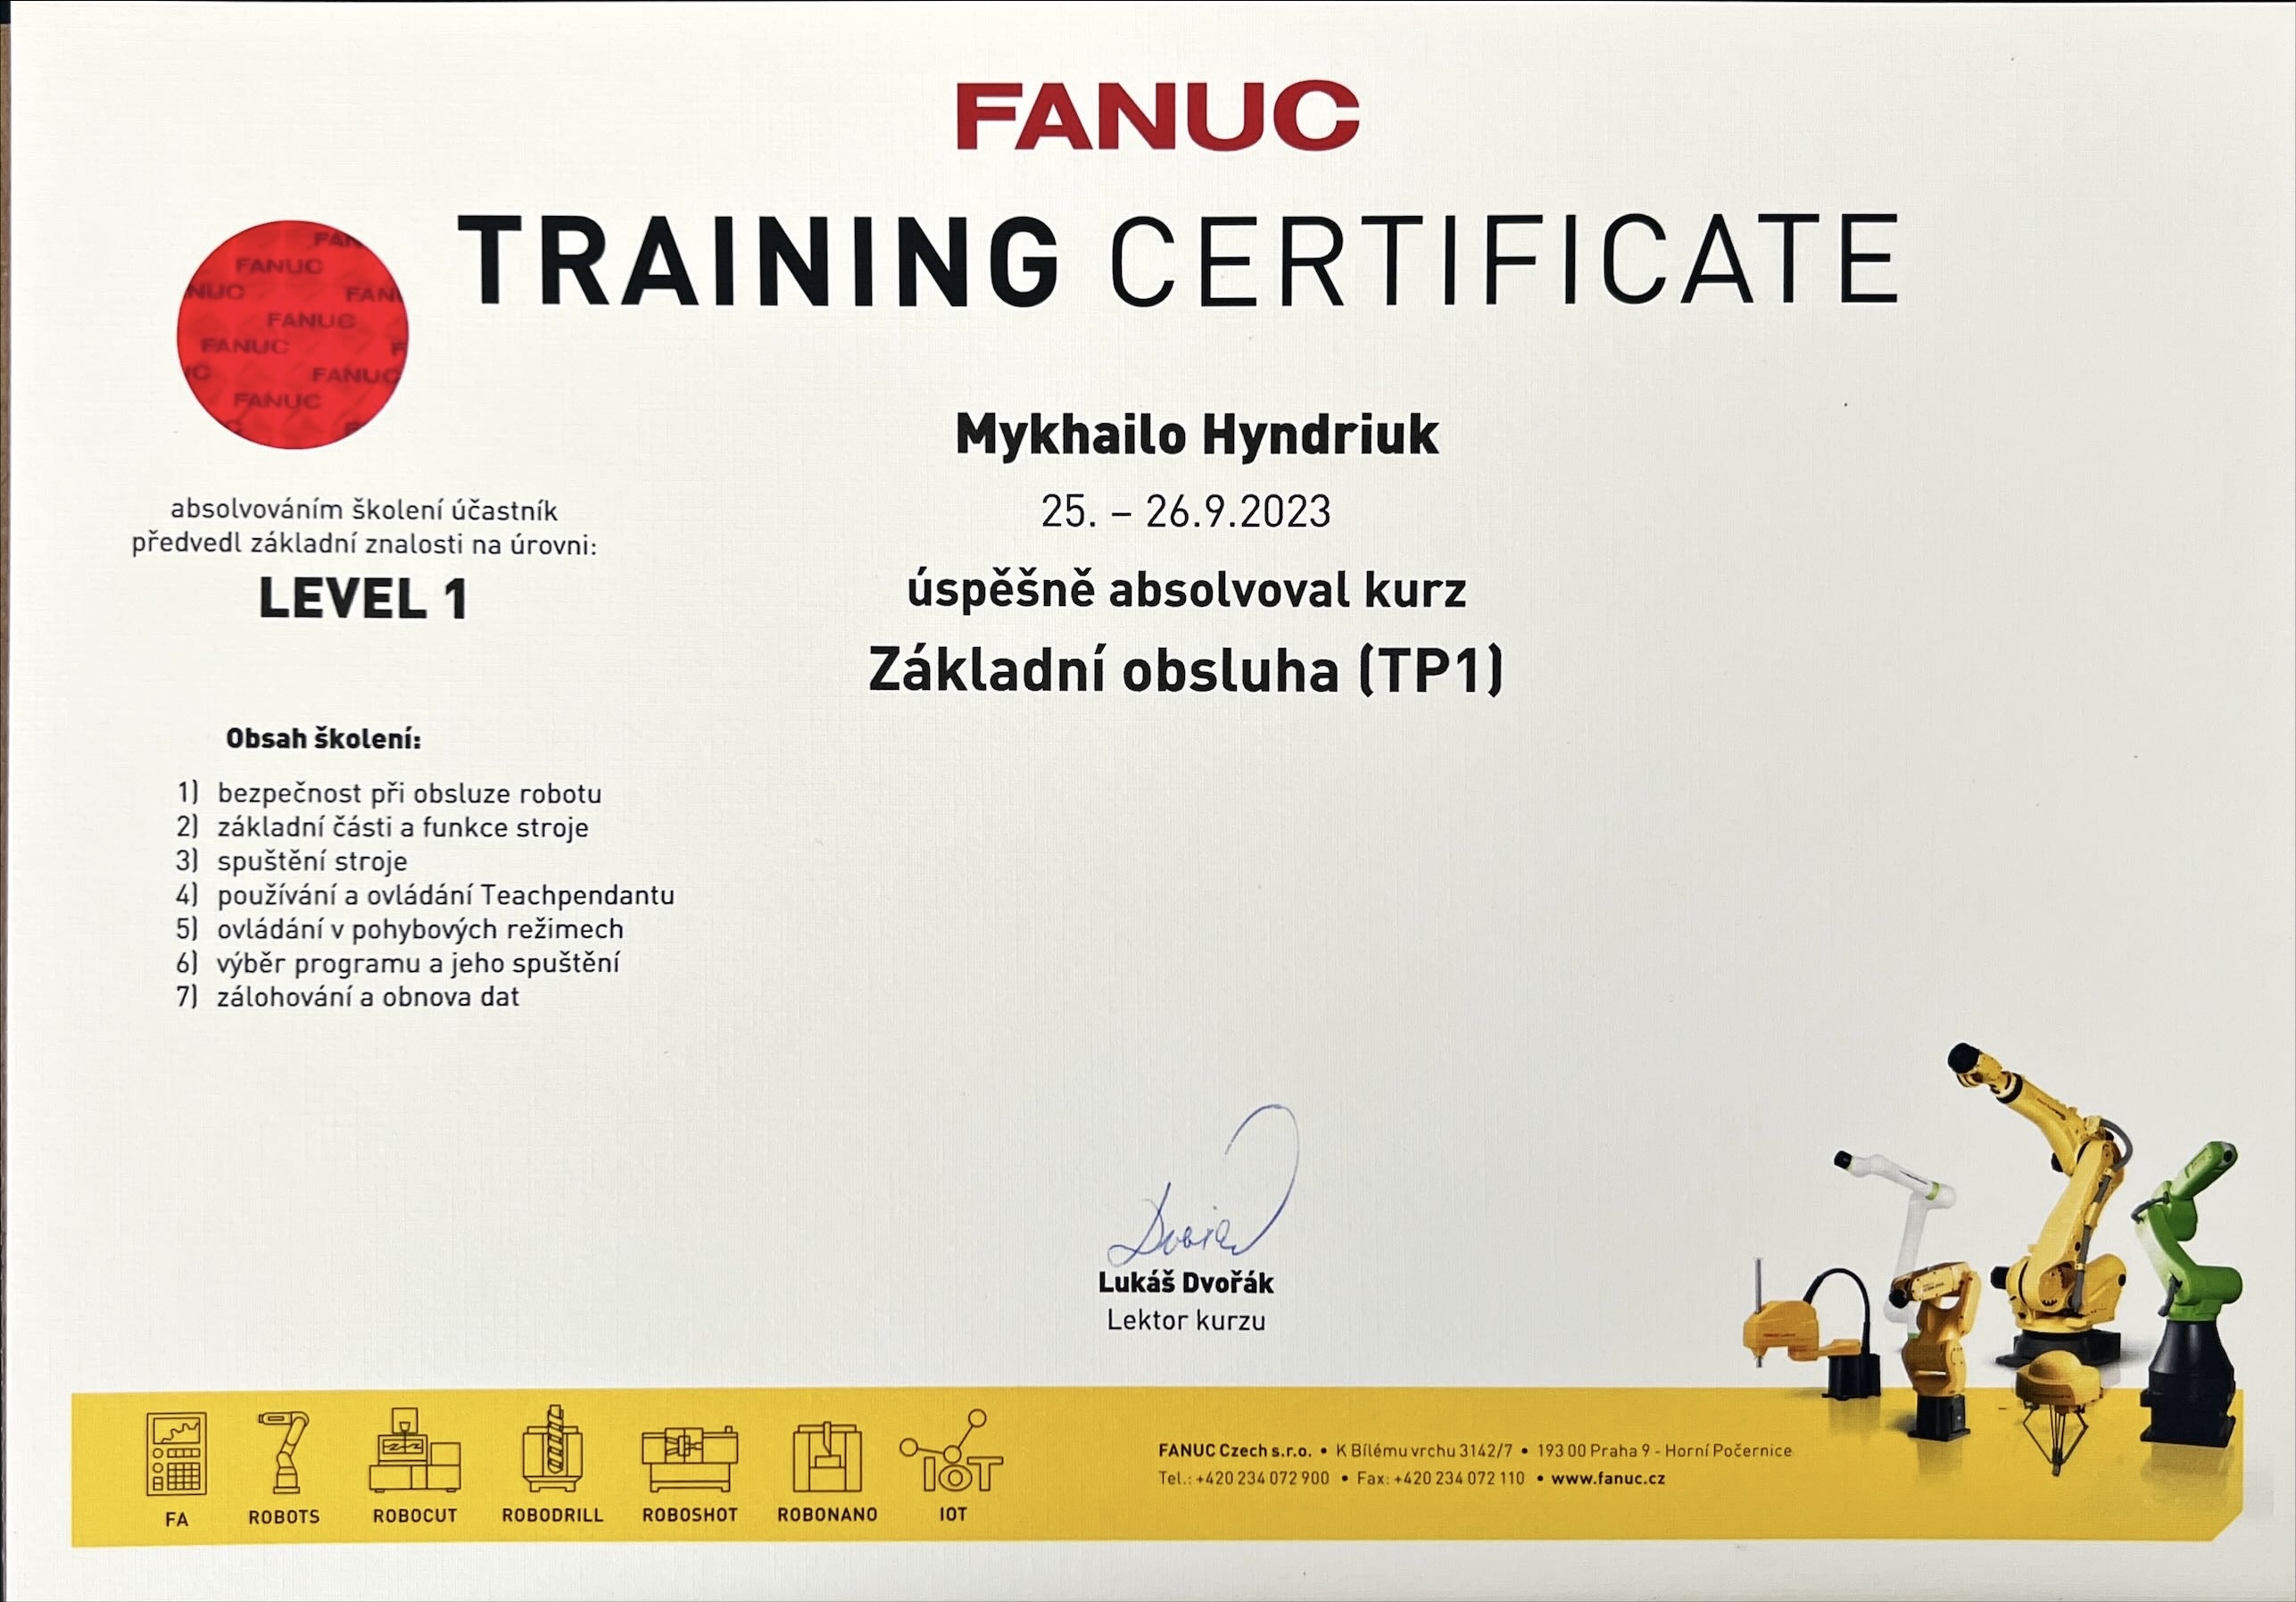 FANUC
TRAINING CERTIFICATE
FAN
FANUC
NUC FANU
FANUC
FANUC F
IC FANUC
FANUC
Mykhailo Hyndriuk
25. – 26.9.2023
úspěšně absolvoval kurz
Základní obsluha (TP1)
absolvováním školení účastník
předvedl základní znalosti na úrovni:
LEVEL 1
Obsah školení:
1) bezpečnost při obsluze robotu
2) základní části a funkce stroje
3) spuštění stroje
4) používání a ovládání Teachpendantu
5) ovládání v pohybových režimech
6) výběr programu a jeho spuštění
7) zálohování a obnova dat
Lukáš Dvořák
Lektor kurzu
FA ROBOTS ROBOCUT ROBODRILL ROBOSHOT ROBONANO IOT
IOT
FANUC Czech s.r.o. • K Bílému vrchu 3142/7 • 193 00 Praha 9 - Horní Počernice
Tel.: +420 234 072 900 • Fax: +420 234 072 110 • www.fanuc.cz